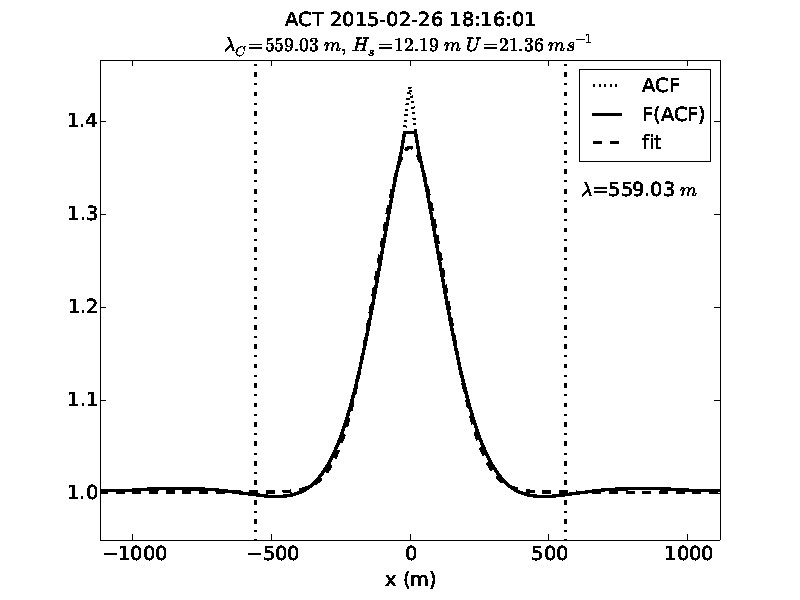 ACT 2015-02-26 18:16:01
λ_C=559.03 m, H_s=12.19 m U=21.36 ms⁻¹
ACF
F(ACF)
fit
λ=559.03 m
1.4
1.3
1.2
1.1
1.0
−1000 −500 0 500 1000
x (m)